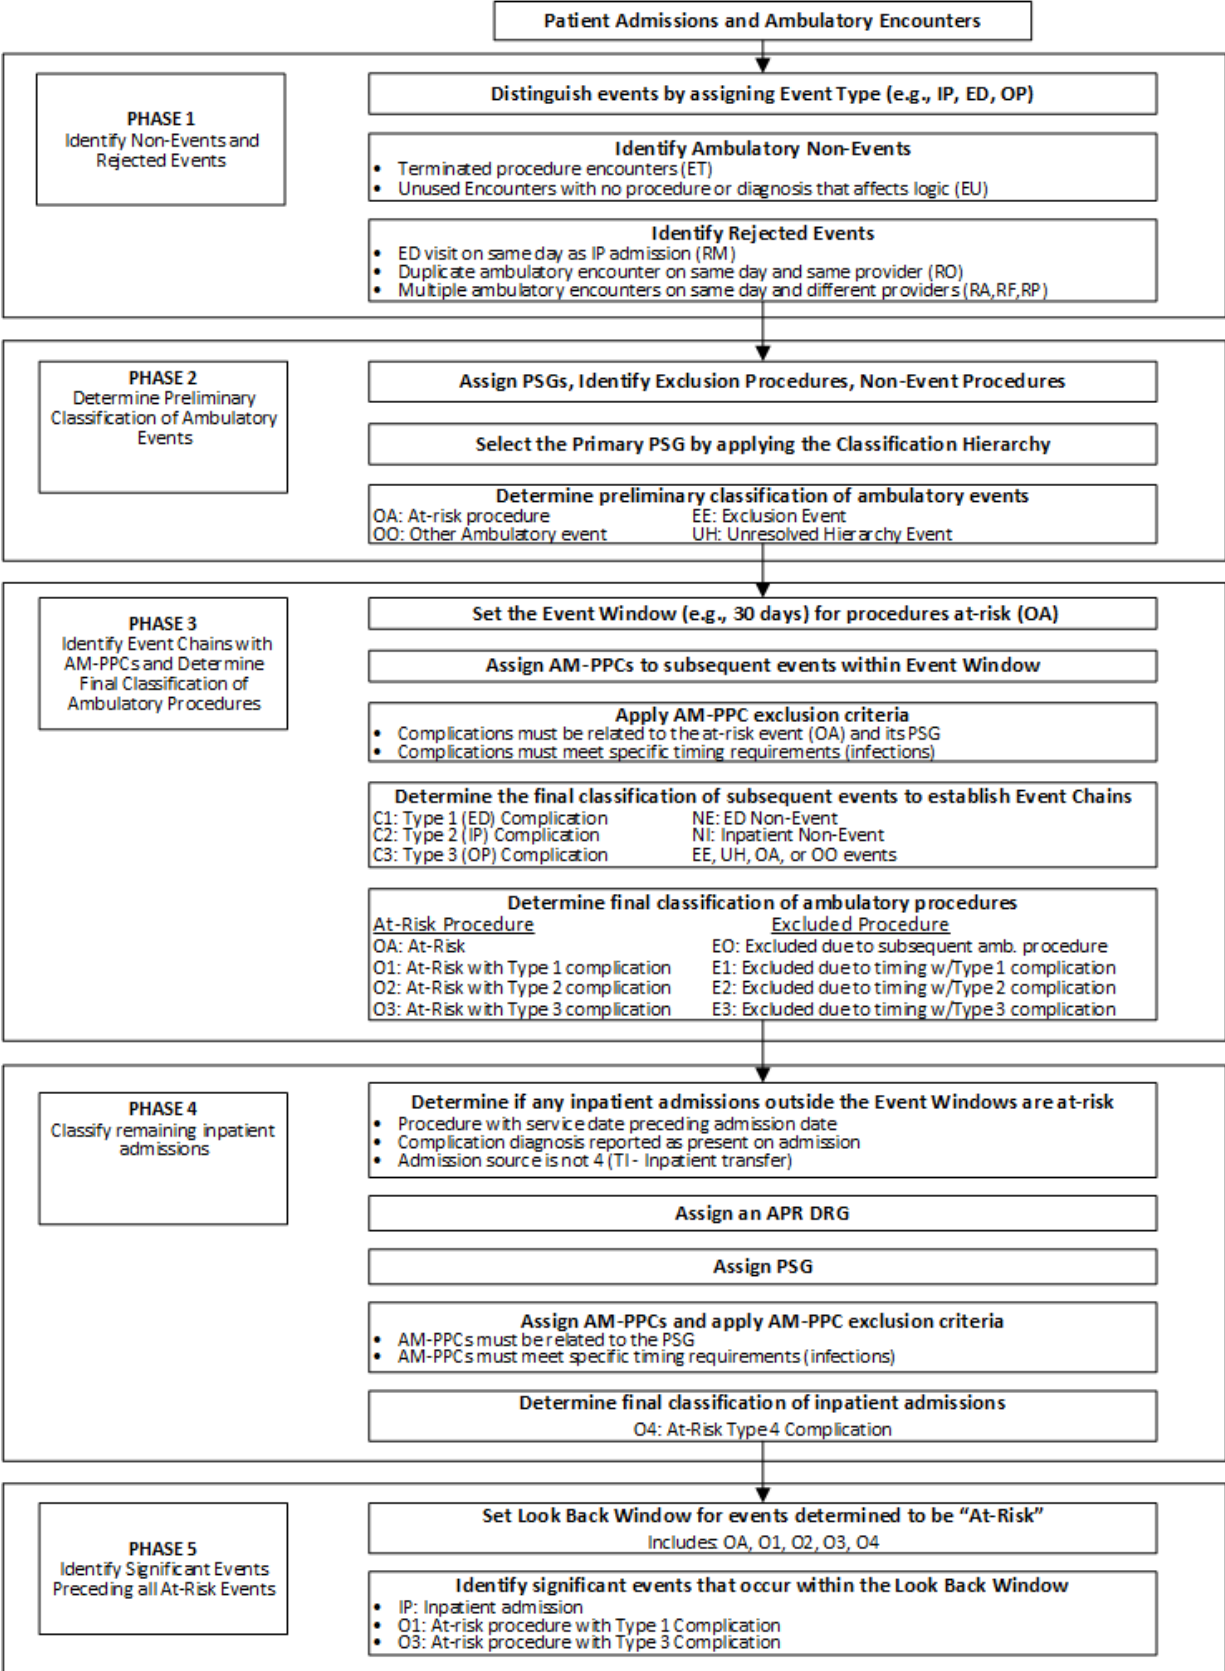 Patient Admissions and Ambulatory Encounters
PHASE 1
Identify Non-Events and
Rejected Events
Distinguish events by assigning Event Type (e.g., IP, ED, OP)
Identify Ambulatory Non-Events
• Terminated procedure encounters (ET)
• Unused Encounters with no procedure or diagnosis that affects logic (EU)
Identify Rejected Events
• ED visit on same day as IP admission (RM)
• Duplicate ambulatory encounter on same day and same provider (RO)
• Multiple ambulatory encounters on same day and different providers (RA,RF,RP)
PHASE 2
Determine Preliminary
Classification of Ambulatory
Events
Assign PSGs, Identify Exclusion Procedures, Non-Event Procedures
Select the Primary PSG by applying the Classification Hierarchy
Determine preliminary classification of ambulatory events
OA: At-risk procedure EE: Exclusion Event
OO: Other Ambulatory event UH: Unresolved Hierarchy Event
PHASE 3
Identify Event Chains with
AM-PPCs and Determine
Final Classification of
Ambulatory Procedures
Set the Event Window (e.g., 30 days) for procedures at-risk (OA)
Assign AM-PPCs to subsequent events within Event Window
Apply AM-PPC exclusion criteria
• Complications must be related to the at-risk event (OA) and its PSG
• Complications must meet specific timing requirements (infections)
Determine the final classification of subsequent events to establish Event Chains
C1: Type 1 (ED) Complication NE: ED Non-Event
C2: Type 2 (IP) Complication NI: Inpatient Non-Event
C3: Type 3 (OP) Complication EE, UH, OA, or OO events
Determine final classification of ambulatory procedures
At-Risk Procedure Excluded Procedure
OA: At-Risk EO: Excluded due to subsequent amb. procedure
O1: At-Risk with Type 1 complication E1: Excluded due to timing w/Type 1 complication
O2: At-Risk with Type 2 complication E2: Excluded due to timing w/Type 2 complication
O3: At-Risk with Type 3 complication E3: Excluded due to timing w/Type 3 complication
PHASE 4
Classify remaining inpatient
admissions
Determine if any inpatient admissions outside the Event Windows are at-risk
• Procedure with service date preceding admission date
• Complication diagnosis reported as present on admission
• Admission source is not 4 (TI - Inpatient transfer)
Assign an APR DRG
Assign PSG
Assign AM-PPCs and apply AM-PPC exclusion criteria
• AM-PPCs must be related to the PSG
• AM-PPCs must meet specific timing requirements (infections)
Determine final classification of inpatient admissions
O4: At-Risk Type 4 Complication
PHASE 5
Identify Significant Events
Preceding all At-Risk Events
Set Look Back Window for events determined to be “At-Risk”
Includes: OA, O1, O2, O3, O4
Identify significant events that occur within the Look Back Window
• IP: Inpatient admission
• O1: At-risk procedure with Type 1 Complication
• O3: At-risk procedure with Type 3 Complication